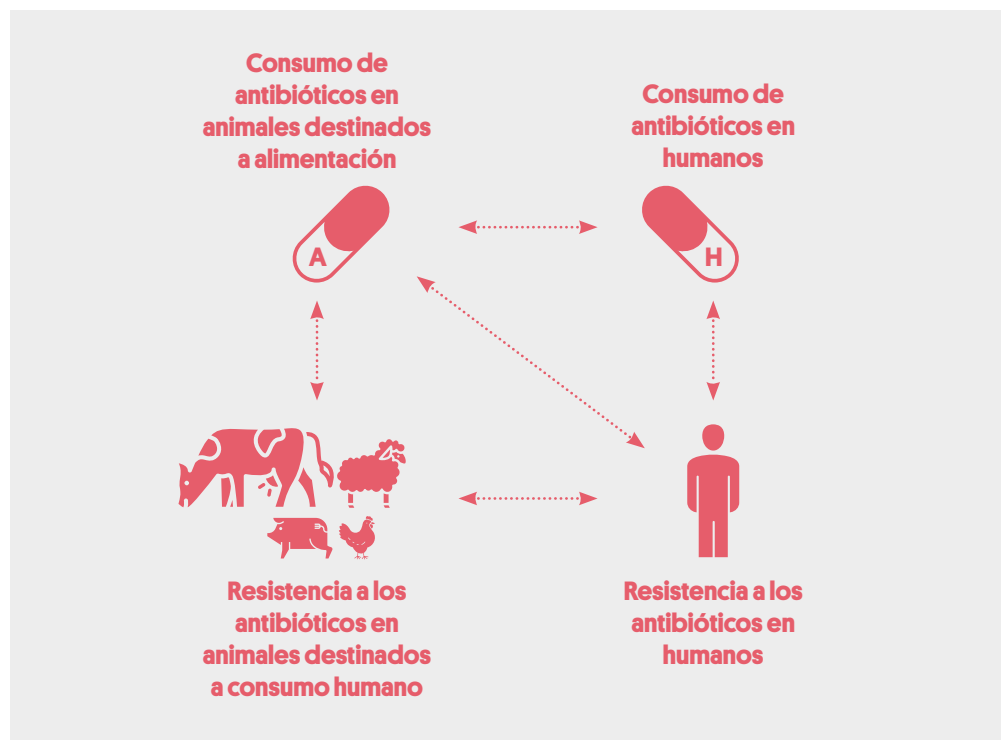 Consumo de
antibióticos en
animales destinados
a alimentación
Consumo de
antibióticos en
humanos
A
H
Resistencia a los
antibióticos en
animales destinados
a consumo humano
Resistencia a los
antibióticos en
humanos